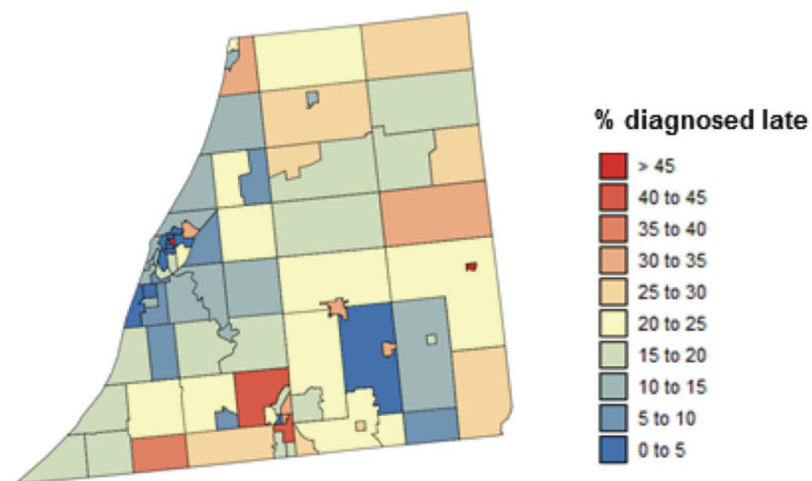 % diagnosed late
> 45
40 to 45
35 to 40
30 to 35
25 to 30
20 to 25
15 to 20
10 to 15
5 to 10
0 to 5